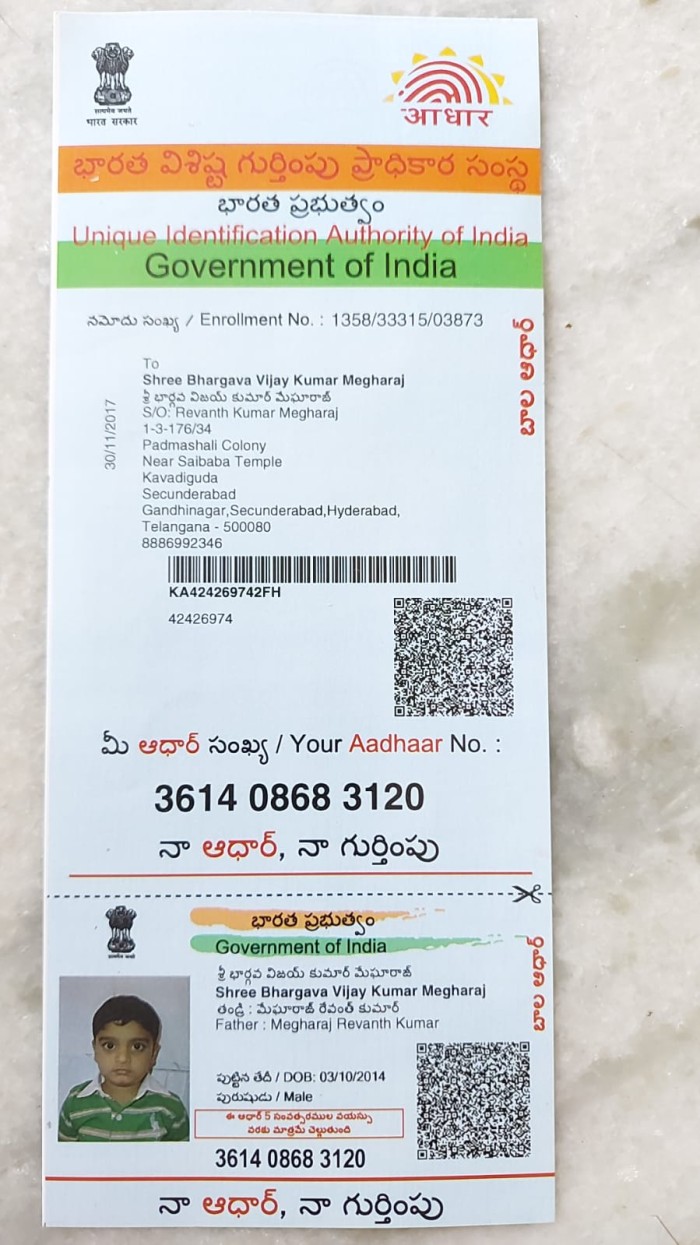 सत्यमेव जयते
भारत सरकार
आधार
భారత విశిష్ట గుర్తింపు ప్రాధికార సంస్థ
భారత ప్రభుత్వం
Unique Identification Authority of India
Government of India
నమోదు సంఖ్య / Enrollment No. : 1358/33315/03873
బాల ఆధార్
30/11/2017
To
Shree Bhargava Vijay Kumar Megharaj
శ్రీ భార్గవ విజయ్ కుమార్ మేఘారాజ్
S/O: Revanth Kumar Megharaj
1-3-176/34
Padmashali Colony
Near Saibaba Temple
Kavadiguda
Secunderabad
Gandhinagar,Secunderabad,Hyderabad,
Telangana - 500080
8886992346
KA424269742FH
42426974
మీ ఆధార్ సంఖ్య / Your Aadhaar No. :
3614 0868 3120
నా ఆధార్, నా గుర్తింపు
భారత ప్రభుత్వం
Government of India
బాల ఆధార్
శ్రీ భార్గవ విజయ్ కుమార్ మేఘారాజ్
Shree Bhargava Vijay Kumar Megharaj
తండ్రి : మేఘారాజ్ రేవంత్ కుమార్
Father : Megharaj Revanth Kumar
పుట్టిన తేదీ / DOB: 03/10/2014
పురుషుడు / Male
ఈ ఆధార్ 5 సంవత్సరముల వయస్సు
వరకు మాత్రమే చెల్లుతుంది
3614 0868 3120
నా ఆధార్, నా గుర్తింపు